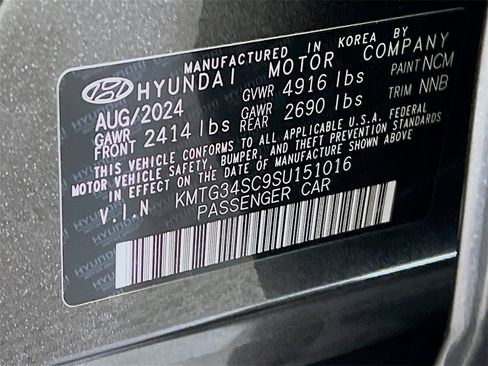 MANUFACTURED IN KOREA BY
HYUNDAI MOTOR COMPANY
AUG/2024 GVWR 4916 lbs PAINT NCM
GAWR FRONT 2414 lbs GAWR REAR 2690 lbs TRIM NNB
THIS VEHICLE CONFORMS TO ALL APPLICABLE U.S.A. FEDERAL
MOTOR VEHICLE SAFETY, BUMPER, AND THEFT PREVENTION STANDARDS
IN EFFECT ON THE DATE OF MANUFACTURE SHOWN ABOVE.
V.I.N KMTG34SC9SU151016
PASSENGER CAR